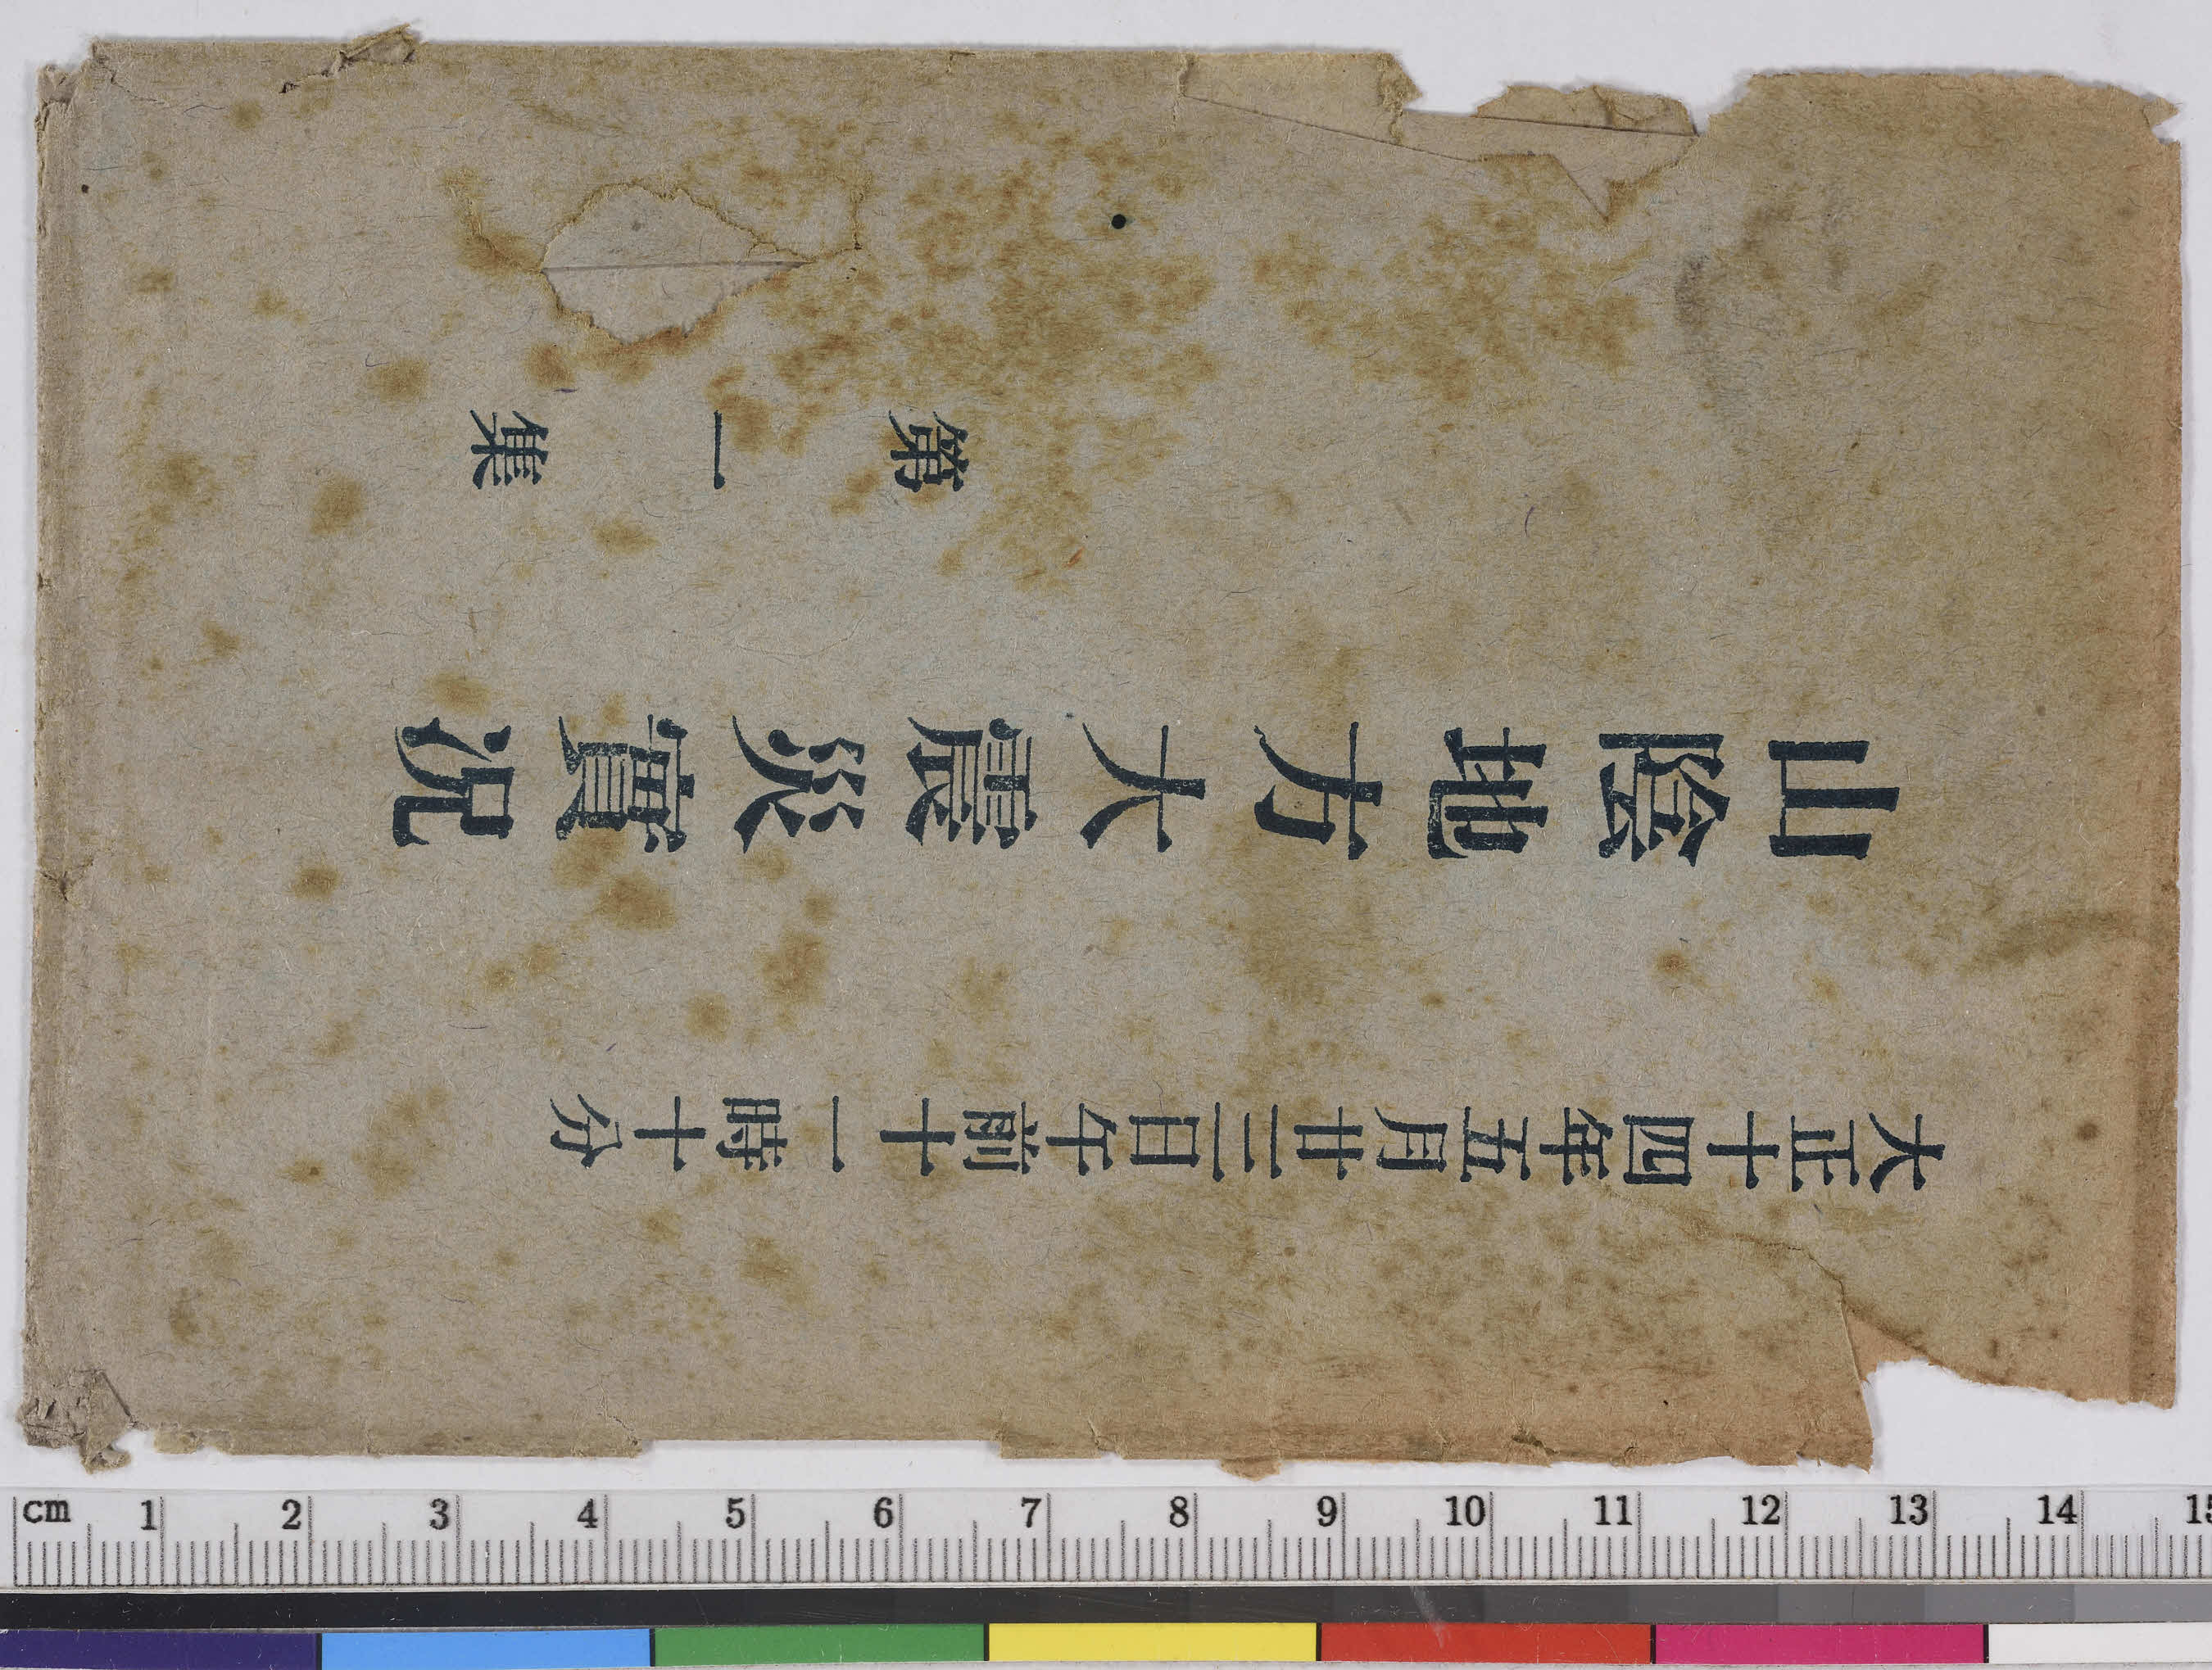 大正十四年五月廿三日午前十一時十分
山陰地方大震災實況
第一集
cm 1 2 3 4 5 6 7 8 9 10 11 12 13 14